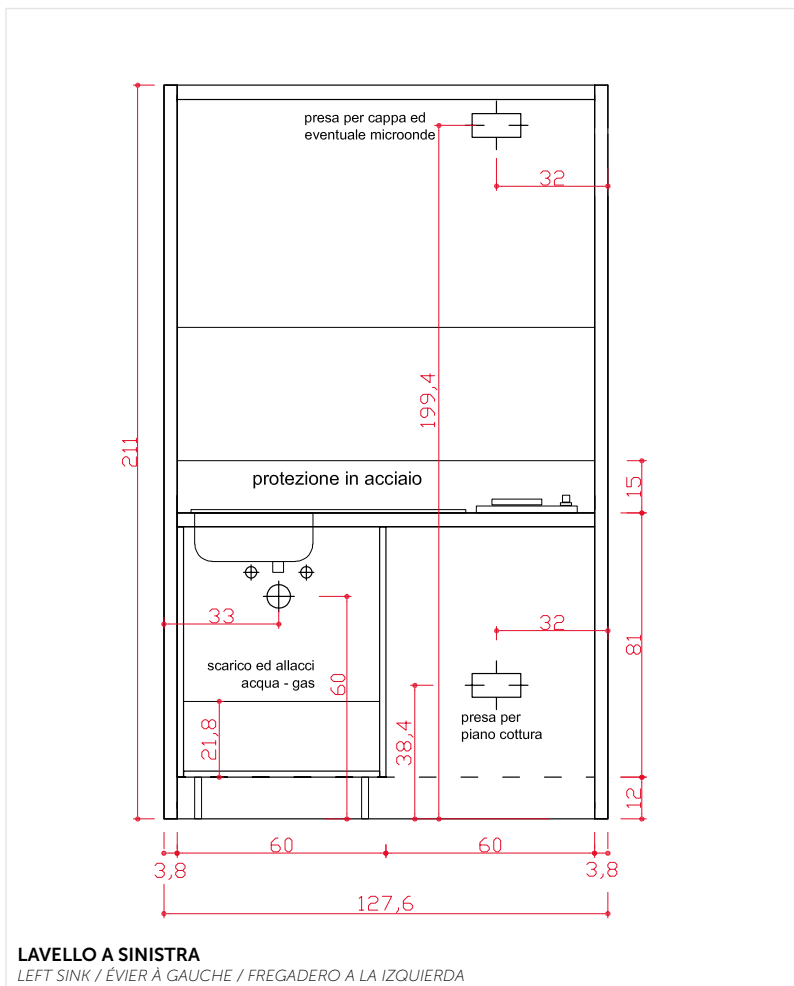 presa per cappa ed
eventuale microonde
32
199,4
211
protezione in acciaio
15
33
32
81
scarico ed allacci
acqua - gas
60
21,8
38,4
presa per
piano cottura
12
60
60
3,8
3,8
127,6
LAVELLO A SINISTRA
LEFT SINK / ÉVIER À GAUCHE / FREGADERO A LA IZQUIERDA